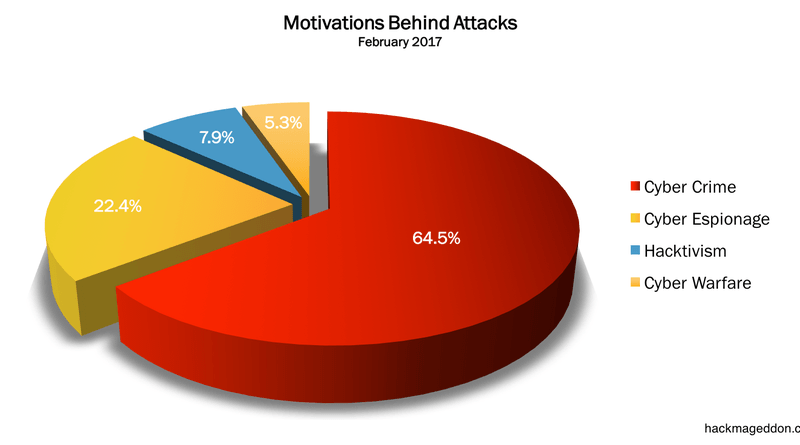 Motivations Behind Attacks
February 2017
5.3%
7.9%
22.4%
64.5%
Cyber Crime
Cyber Espionage
Hacktivism
Cyber Warfare
hackmageddon.c